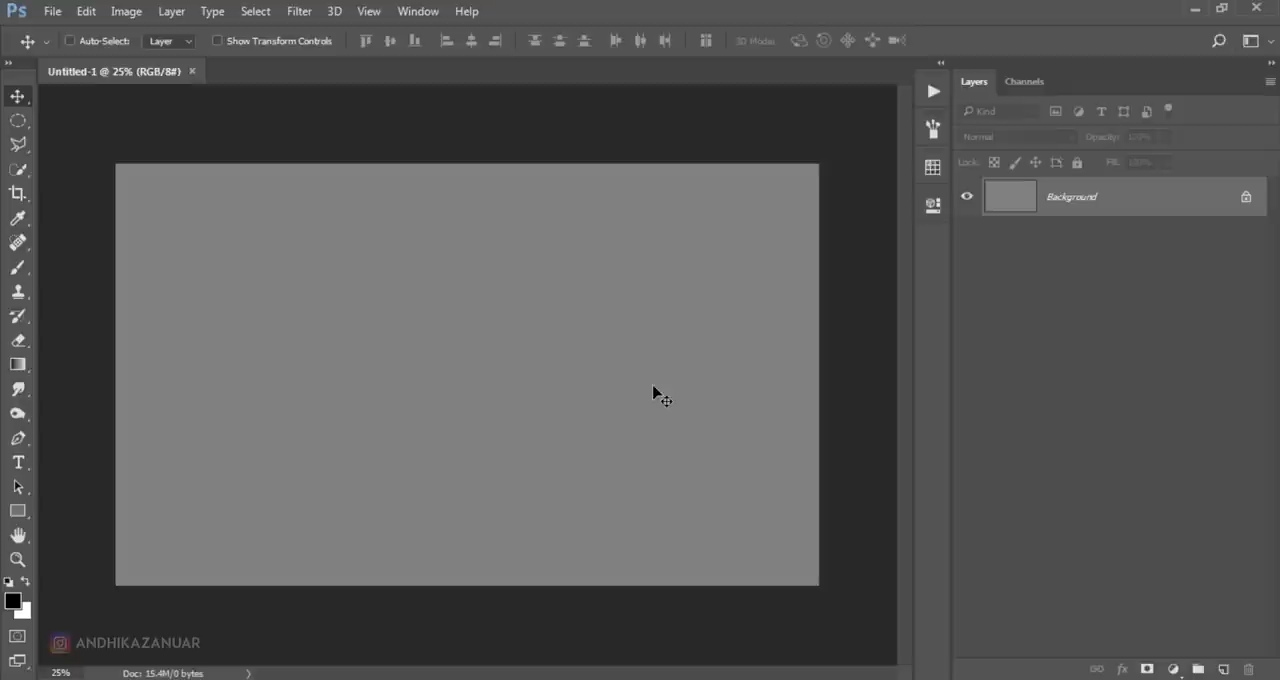 Ps File Edit Image Layer Type Select Filter 3D View Window Help
Auto-Select: Layer Show Transform Controls 3D Mode:
Untitled-1 @ 25% (RGB/8#) ×
Layers Channels
Kind
Normal Opacity: 100%
Lock: Fill: 100%
Background
ANDHIKAZANUAR
25% Doc: 15.4M/0 bytes